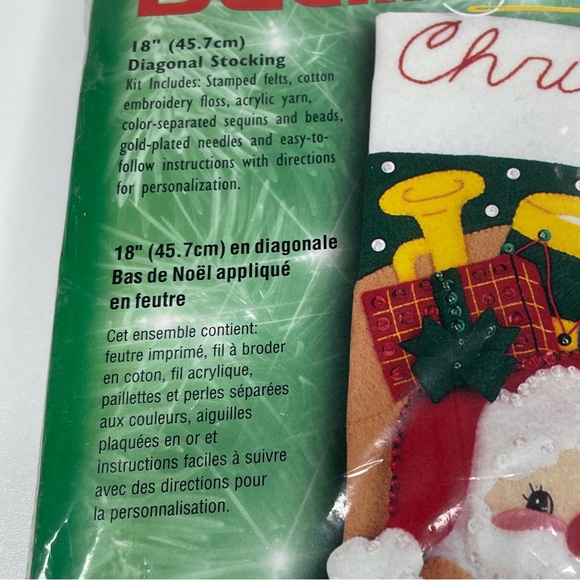 18" (45.7cm)
Diagonal Stocking
Kit Includes: Stamped felts, cotton
embroidery floss, acrylic yarn,
color-separated sequins and beads,
gold-plated needles and easy-to-
follow instructions with directions
for personalization.
18" (45.7cm) en diagonale
Bas de Noël appliqué
en feutre
Cet ensemble contient:
feutre imprimé, fil à broder
en coton, fil acrylique,
paillettes et perles séparées
aux couleurs, aiguilles
plaquées en or et
instructions faciles à suivre
avec des directions pour
la personnalisation.